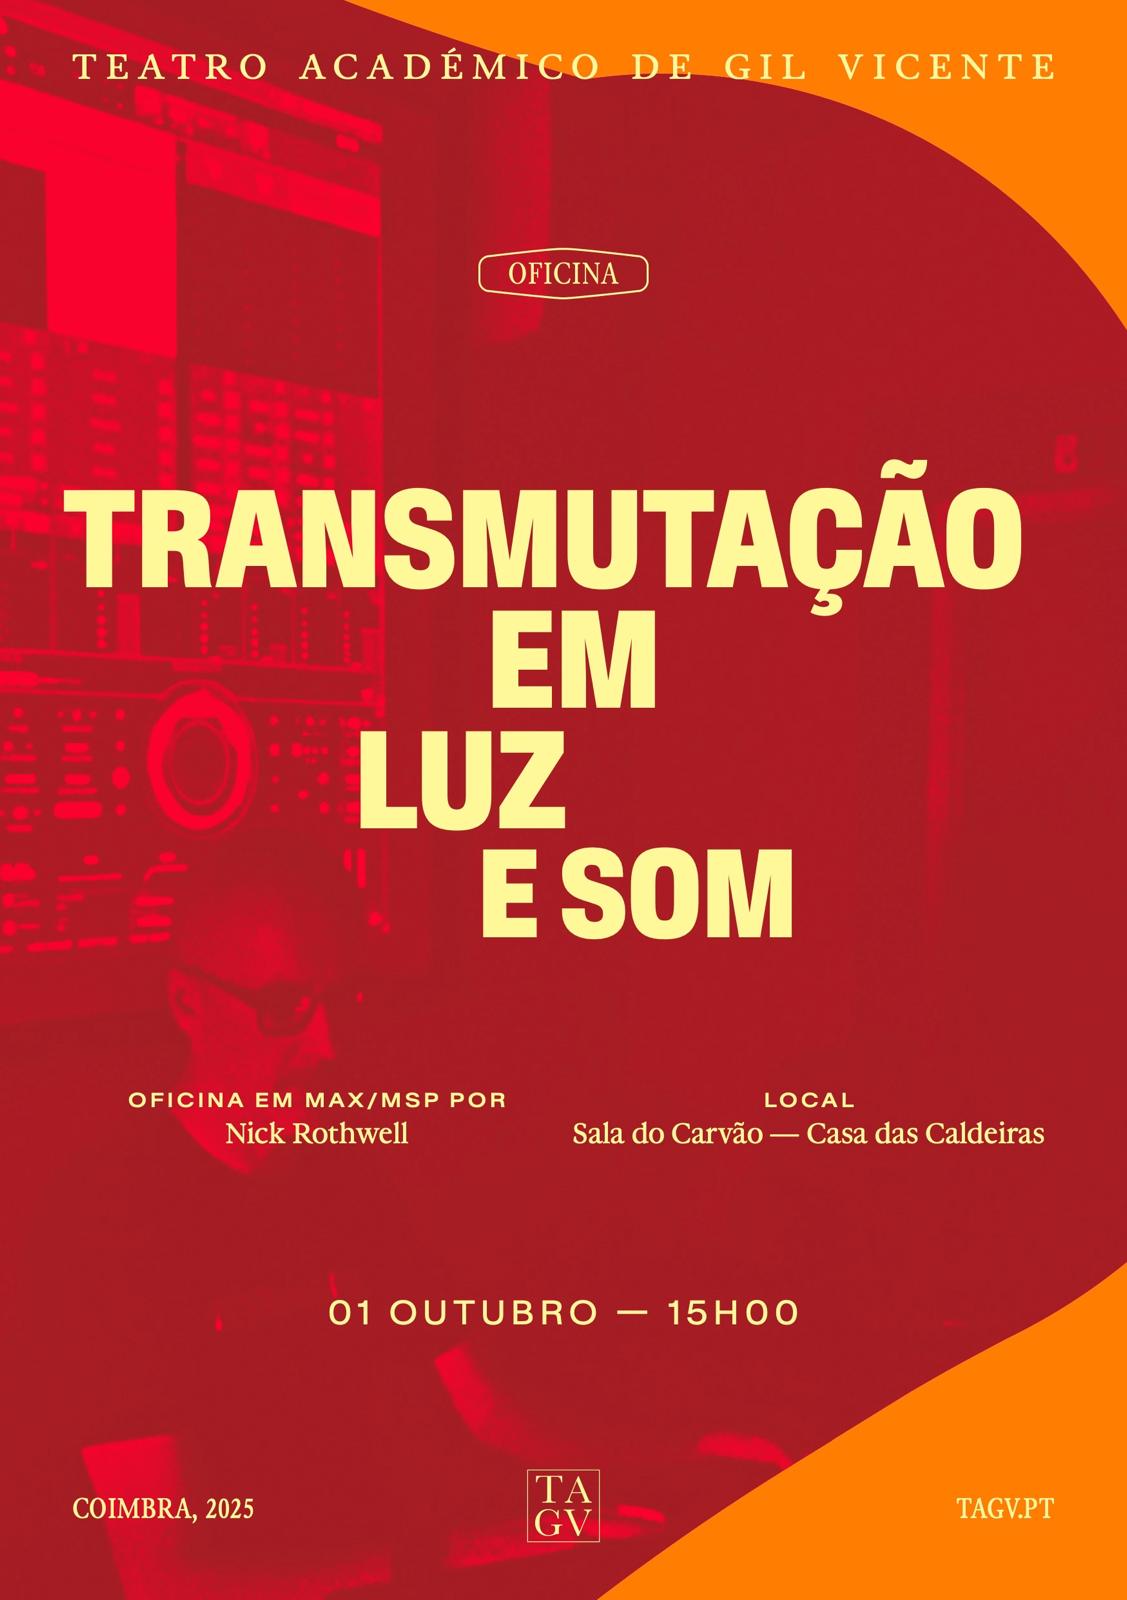 TEATRO ACADÉMICO DE GIL VICENTE
OFICINA
TRANSMUTAÇÃO
EM
LUZ
E SOM
OFICINA EM MAX/MSP POR
Nick Rothwell
LOCAL
Sala do Carvão — Casa das Caldeiras
01 OUTUBRO — 15H00
COIMBRA, 2025
TA
GV
TAGV.PT